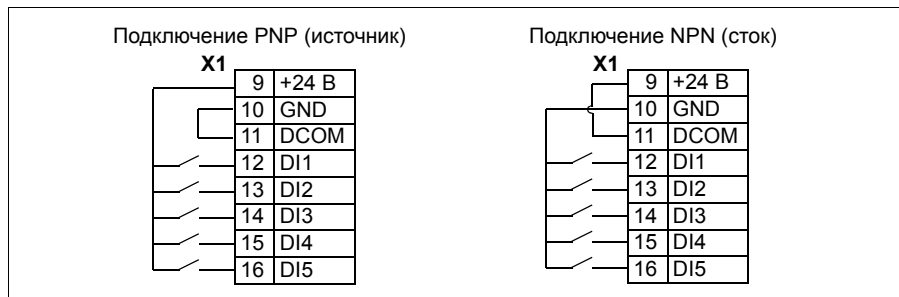 Подключение PNP (источник)
X1
9 +24 В
10 GND
11 DCOM
12 DI1
13 DI2
14 DI3
15 DI4
16 DI5
Подключение NPN (сток)
X1
9 +24 В
10 GND
11 DCOM
12 DI1
13 DI2
14 DI3
15 DI4
16 DI5